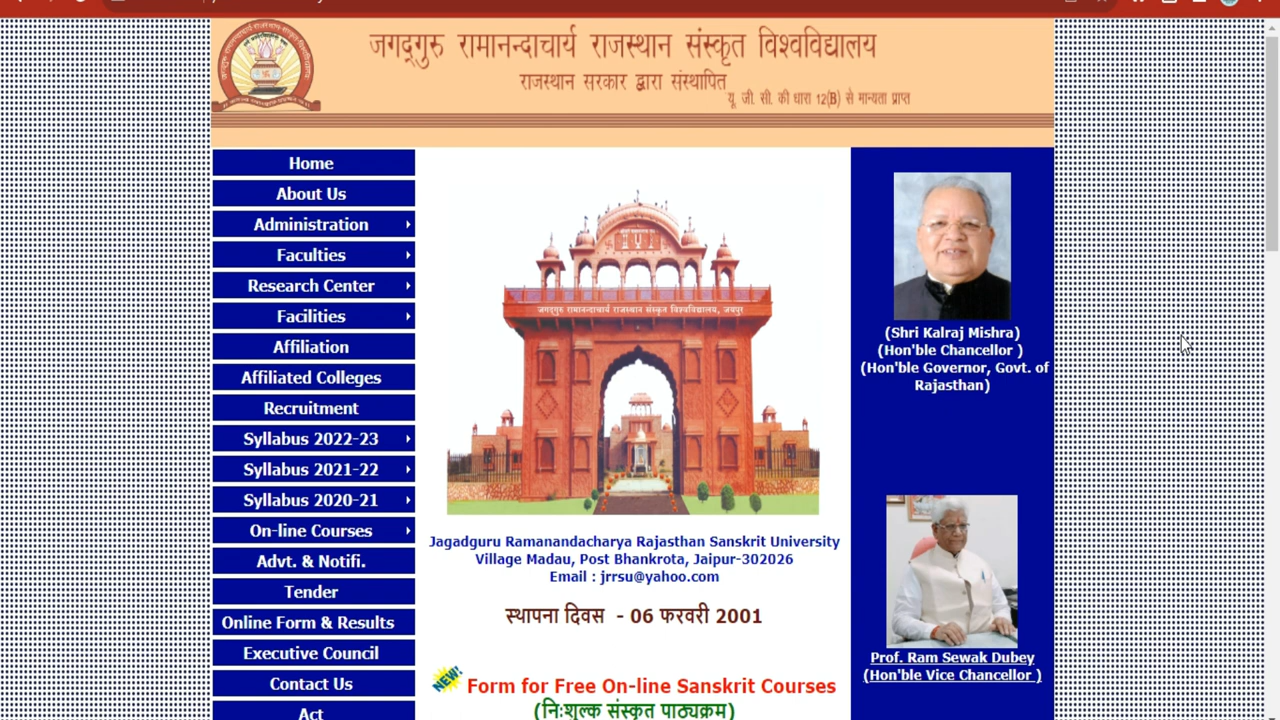 जगद्गुरु रामानन्दाचार्य राजस्थान संस्कृत विश्वविद्यालय
राजस्थान सरकार द्वारा संस्थापित
यू. जी. सी. की धारा 12(B) से मान्यता प्राप्त
Home
About Us
Administration
Faculties
Research Center
Facilities
Affiliation
Affiliated Colleges
Recruitment
Syllabus 2022-23
Syllabus 2021-22
Syllabus 2020-21
On-line Courses
Advt. & Notifi.
Tender
Online Form & Results
Executive Council
Contact Us
Act
जगद्गुरु रामानन्दाचार्य राजस्थान संस्कृत विश्वविद्यालय, जयपुर
Jagadguru Ramanandacharya Rajasthan Sanskrit University
Village Madau, Post Bhankrota, Jaipur-302026
Email : jrrsu@yahoo.com
स्थापना दिवस - 06 फरवरी 2001
NEW!
Form for Free On-line Sanskrit Courses
(निःशुल्क संस्कृत पाठ्यक्रम)
(Shri Kalraj Mishra)
(Hon'ble Chancellor )
(Hon'ble Governor, Govt. of
Rajasthan)
Prof. Ram Sewak Dubey
(Hon'ble Vice Chancellor )